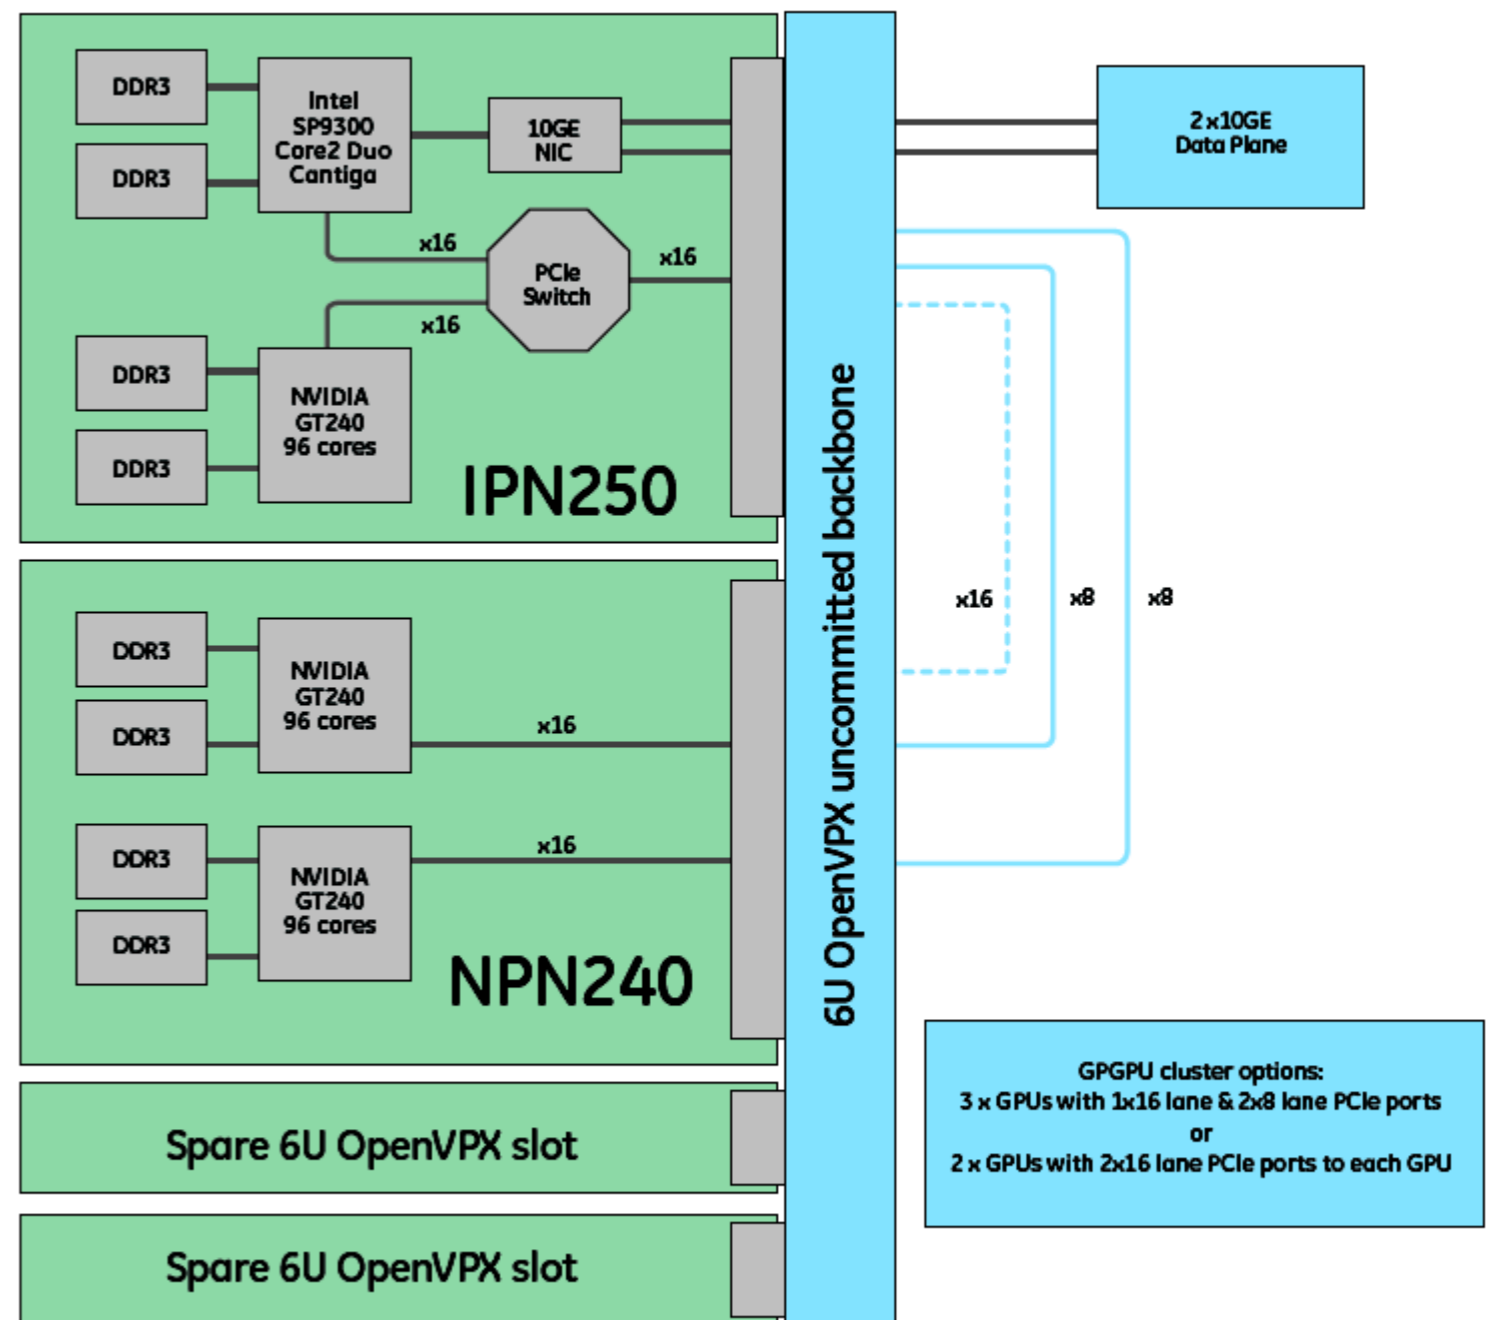 DDR3
DDR3
Intel
SP9300
Core2 Duo
Cantiga
10GE
NIC
2 x10GE
Data Plane
x16
x16
PCIe
Switch
x16
DDR3
DDR3
NVIDIA
GT240
96 cores
IPN250
6U OpenVPX uncommitted backbone
x16
x8
x8
DDR3
DDR3
NVIDIA
GT240
96 cores
x16
DDR3
DDR3
NVIDIA
GT240
96 cores
x16
NPN240
GPGPU cluster options:
3 x GPUs with 1x16 lane & 2x8 lane PCIe ports
or
2 x GPUs with 2x16 lane PCIe ports to each GPU
Spare 6U OpenVPX slot
Spare 6U OpenVPX slot